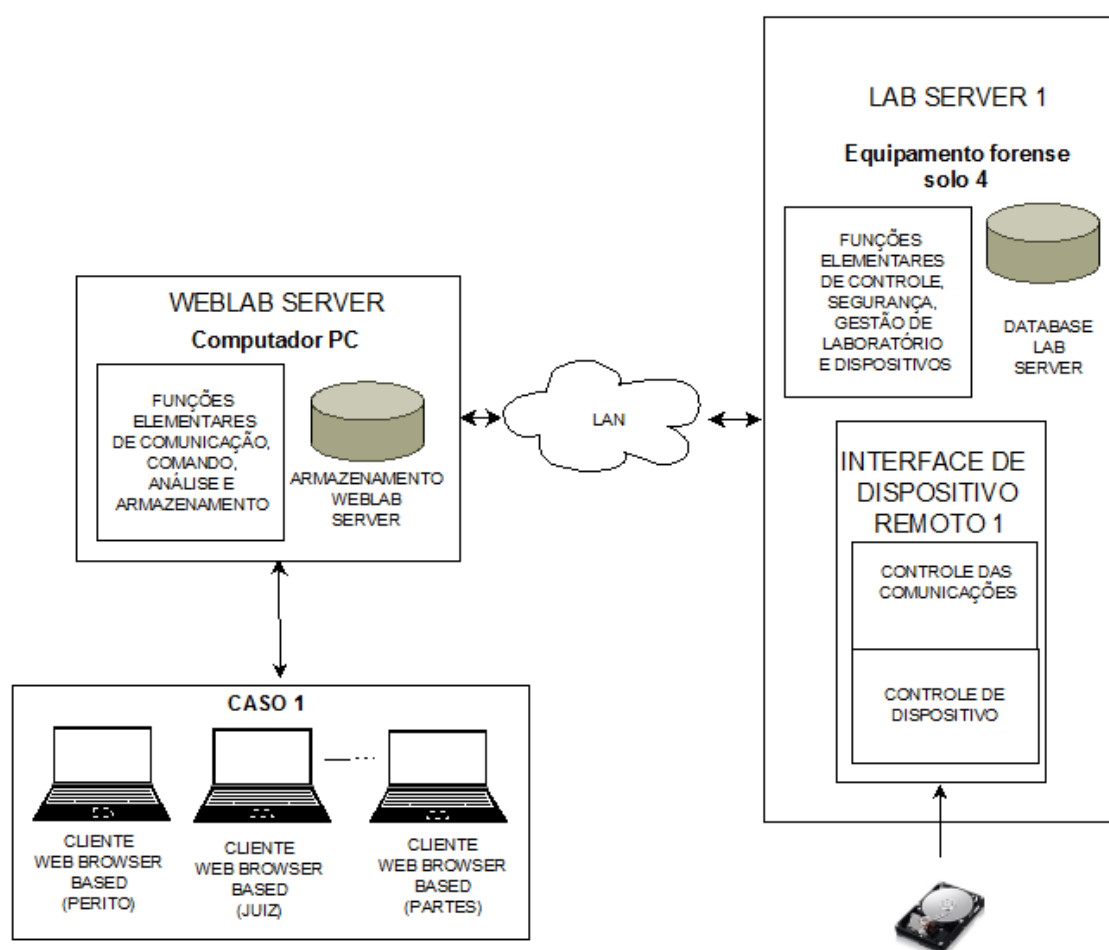 LAB SERVER 1
Equipamento forense
solo 4
FUNÇÕES
ELEMENTARES
DE CONTROLE,
SEGURANÇA,
GESTÃO DE
LABORATÓRIO
E DISPOSITIVOS
DATABASE
LAB
SERVER
WEBLAB SERVER
Computador PC
FUNÇÕES
ELEMENTARES
DE COMUNICAÇÃO,
COMANDO,
ANÁLISE E
ARMAZENAMENTO
ARMAZENAMENTO
WEBLAB
SERVER
LAN
INTERFACE DE
DISPOSITIVO
REMOTO 1
CONTROLE DAS
COMUNICAÇÕES
CONTROLE DE
DISPOSITIVO
CASO 1
CLIENTE
WEB BROWSER
BASED
(PERITO)
CLIENTE
WEB BROWSER
BASED
(JUIZ)
CLIENTE
WEB BROWSER
BASED
(PARTES)